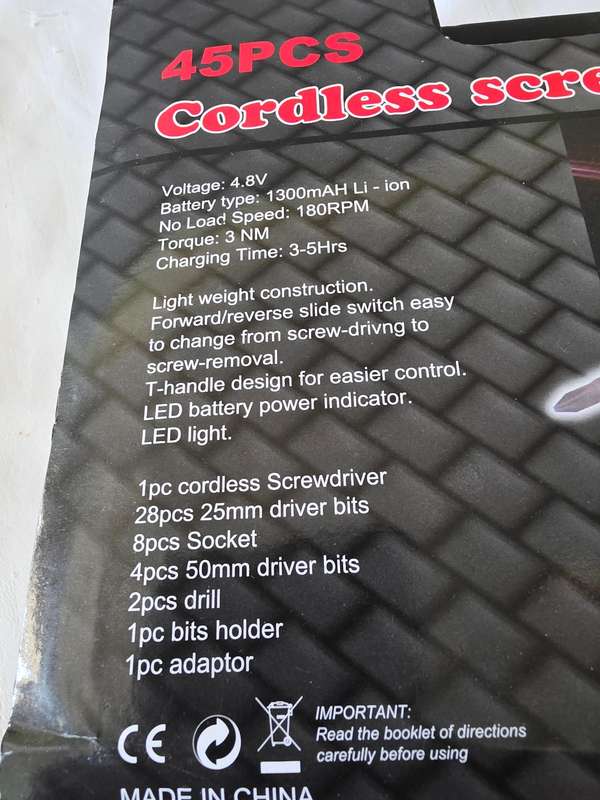 45PCS
Cordless scre
Voltage: 4.8V
Battery type: 1300mAH Li - ion
No Load Speed: 180RPM
Torque: 3 NM
Charging Time: 3-5Hrs
Light weight construction.
Forward/reverse slide switch easy
to change from screw-drivng to
screw-removal.
T-handle design for easier control.
LED battery power indicator.
LED light.
1pc cordless Screwdriver
28pcs 25mm driver bits
8pcs Socket
4pcs 50mm driver bits
2pcs drill
1pc bits holder
1pc adaptor
CE
IMPORTANT:
Read the booklet of directions
carefully before using
MADE IN CHINA